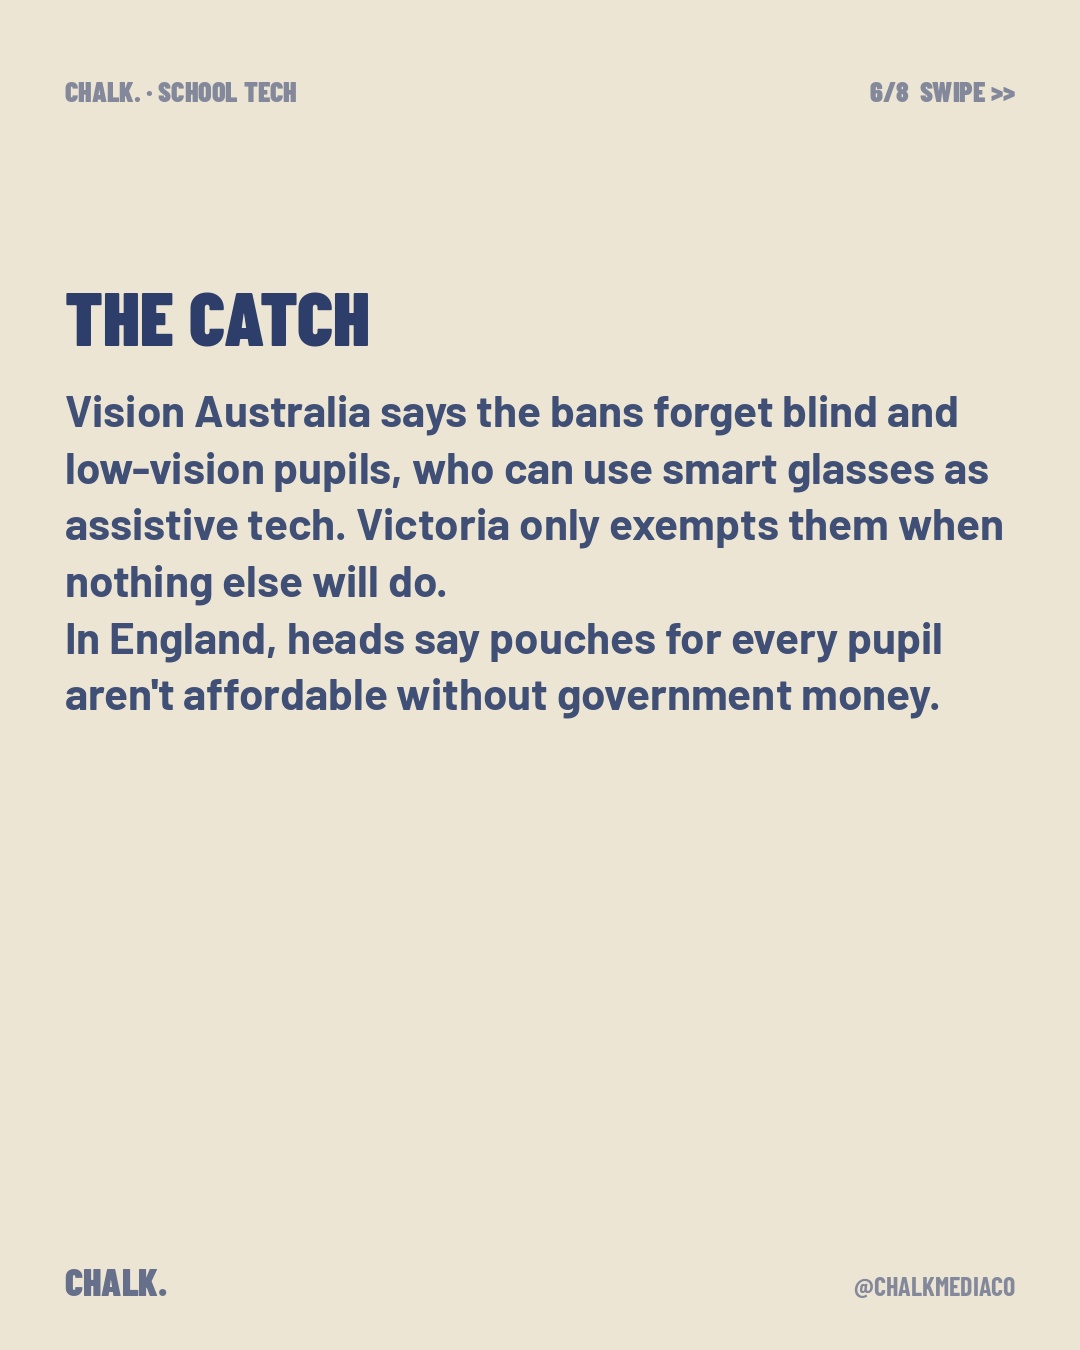 CHALK. · SCHOOL TECH
6/8 SWIPE >>
THE CATCH
Vision Australia says the bans forget blind and
low-vision pupils, who can use smart glasses as
assistive tech. Victoria only exempts them when
nothing else will do.
In England, heads say pouches for every pupil
aren't affordable without government money.
CHALK.
@CHALKMEDIACO